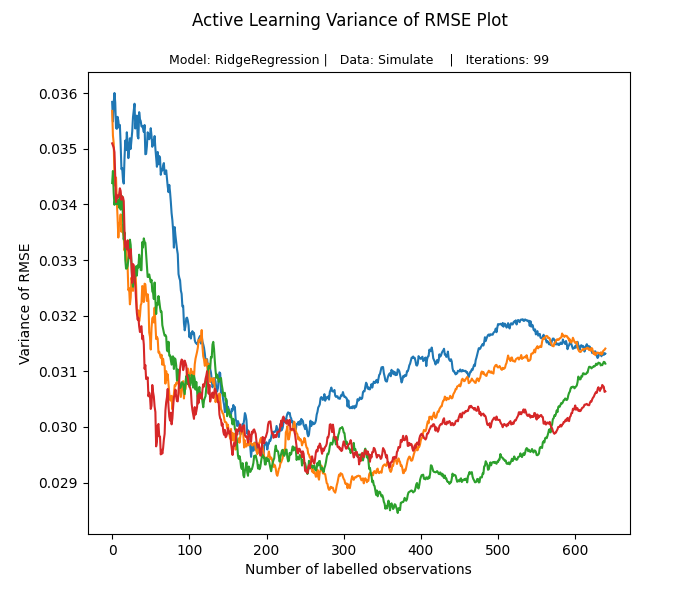 Active Learning Variance of RMSE Plot
Model: RidgeRegression |   Data: Simulate    |   Iterations: 99
0.036
0.035
0.034
0.033
0.032
0.031
0.030
0.029
Variance of RMSE
0 100 200 300 400 500 600
Number of labelled observations